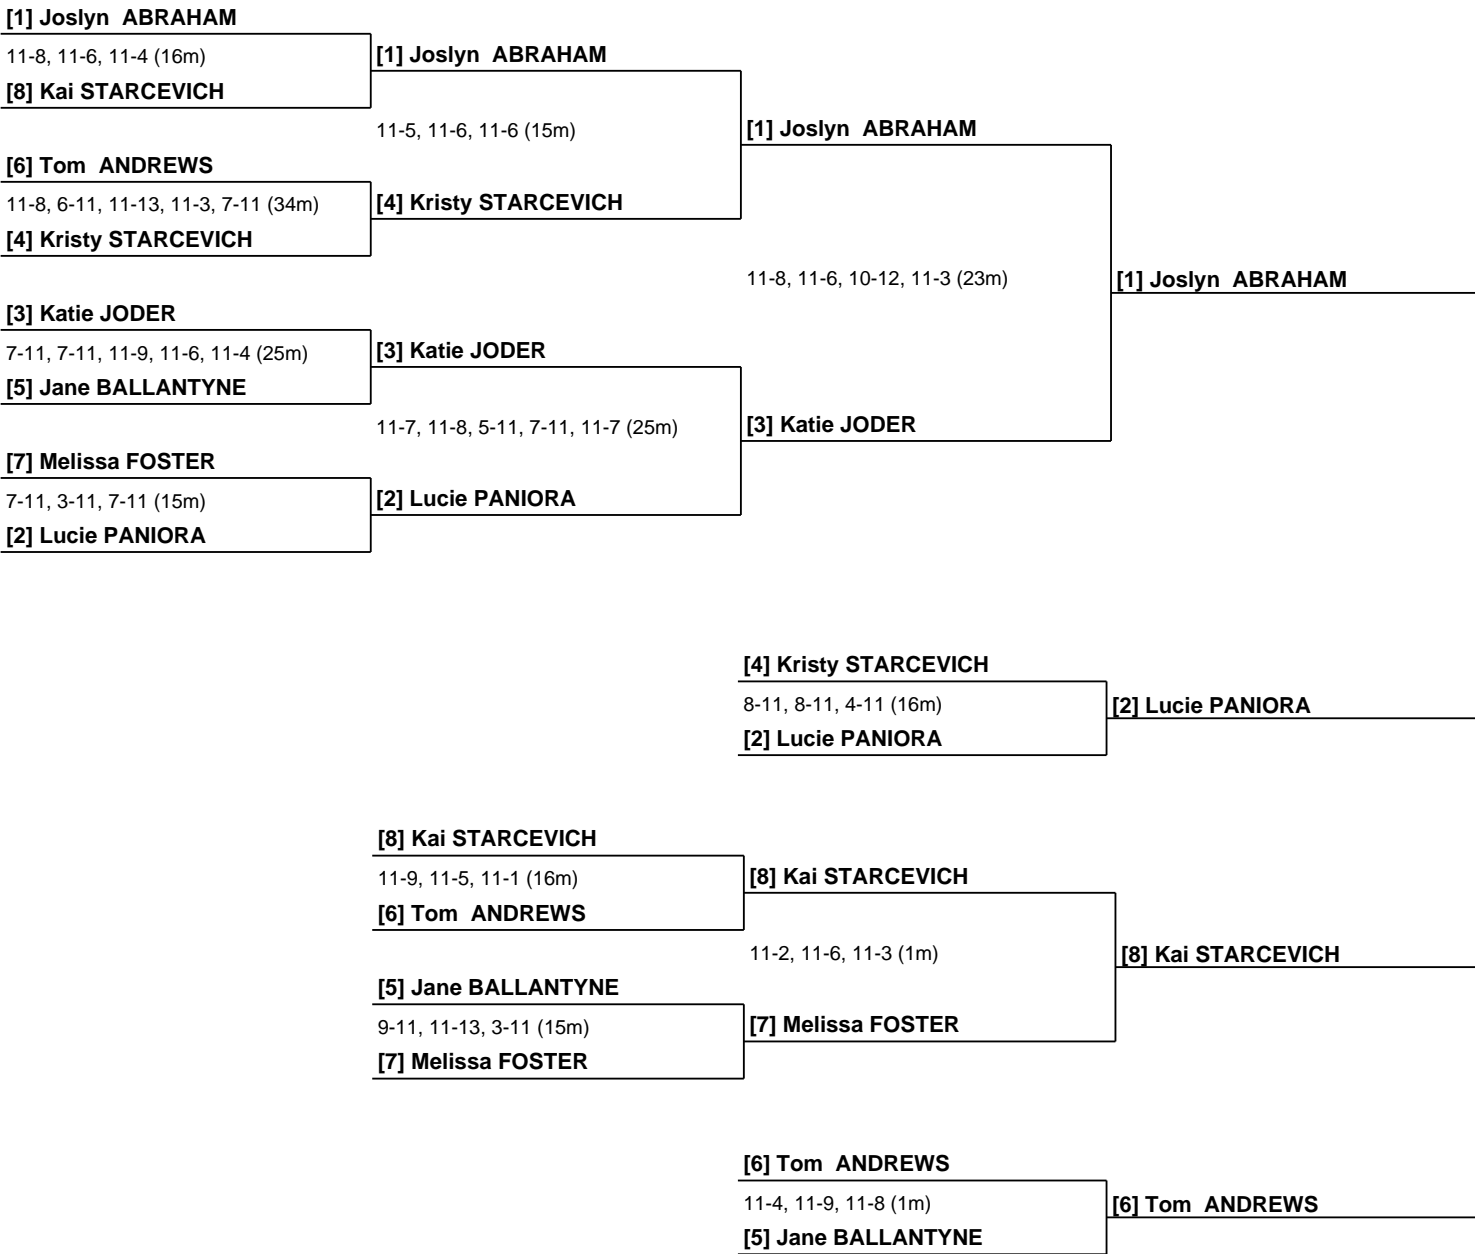 [1] Joslyn  ABRAHAM
11-8, 11-6, 11-4 (16m)
[1] Joslyn  ABRAHAM
[8] Kai STARCEVICH
11-5, 11-6, 11-6 (15m)
[1] Joslyn  ABRAHAM
[6] Tom  ANDREWS
11-8, 6-11, 11-13, 11-3, 7-11 (34m)
[4] Kristy STARCEVICH
[4] Kristy STARCEVICH
11-8, 11-6, 10-12, 11-3 (23m)
[1] Joslyn  ABRAHAM
[3] Katie JODER
7-11, 7-11, 11-9, 11-6, 11-4 (25m)
[3] Katie JODER
[5] Jane BALLANTYNE
11-7, 11-8, 5-11, 7-11, 11-7 (25m)
[3] Katie JODER
[7] Melissa FOSTER
7-11, 3-11, 7-11 (15m)
[2] Lucie PANIORA
[2] Lucie PANIORA
[4] Kristy STARCEVICH
8-11, 8-11, 4-11 (16m)
[2] Lucie PANIORA
[2] Lucie PANIORA
[8] Kai STARCEVICH
11-9, 11-5, 11-1 (16m)
[8] Kai STARCEVICH
[6] Tom  ANDREWS
11-2, 11-6, 11-3 (1m)
[8] Kai STARCEVICH
[5] Jane BALLANTYNE
9-11, 11-13, 3-11 (15m)
[7] Melissa FOSTER
[7] Melissa FOSTER
[6] Tom  ANDREWS
11-4, 11-9, 11-8 (1m)
[6] Tom  ANDREWS
[5] Jane BALLANTYNE